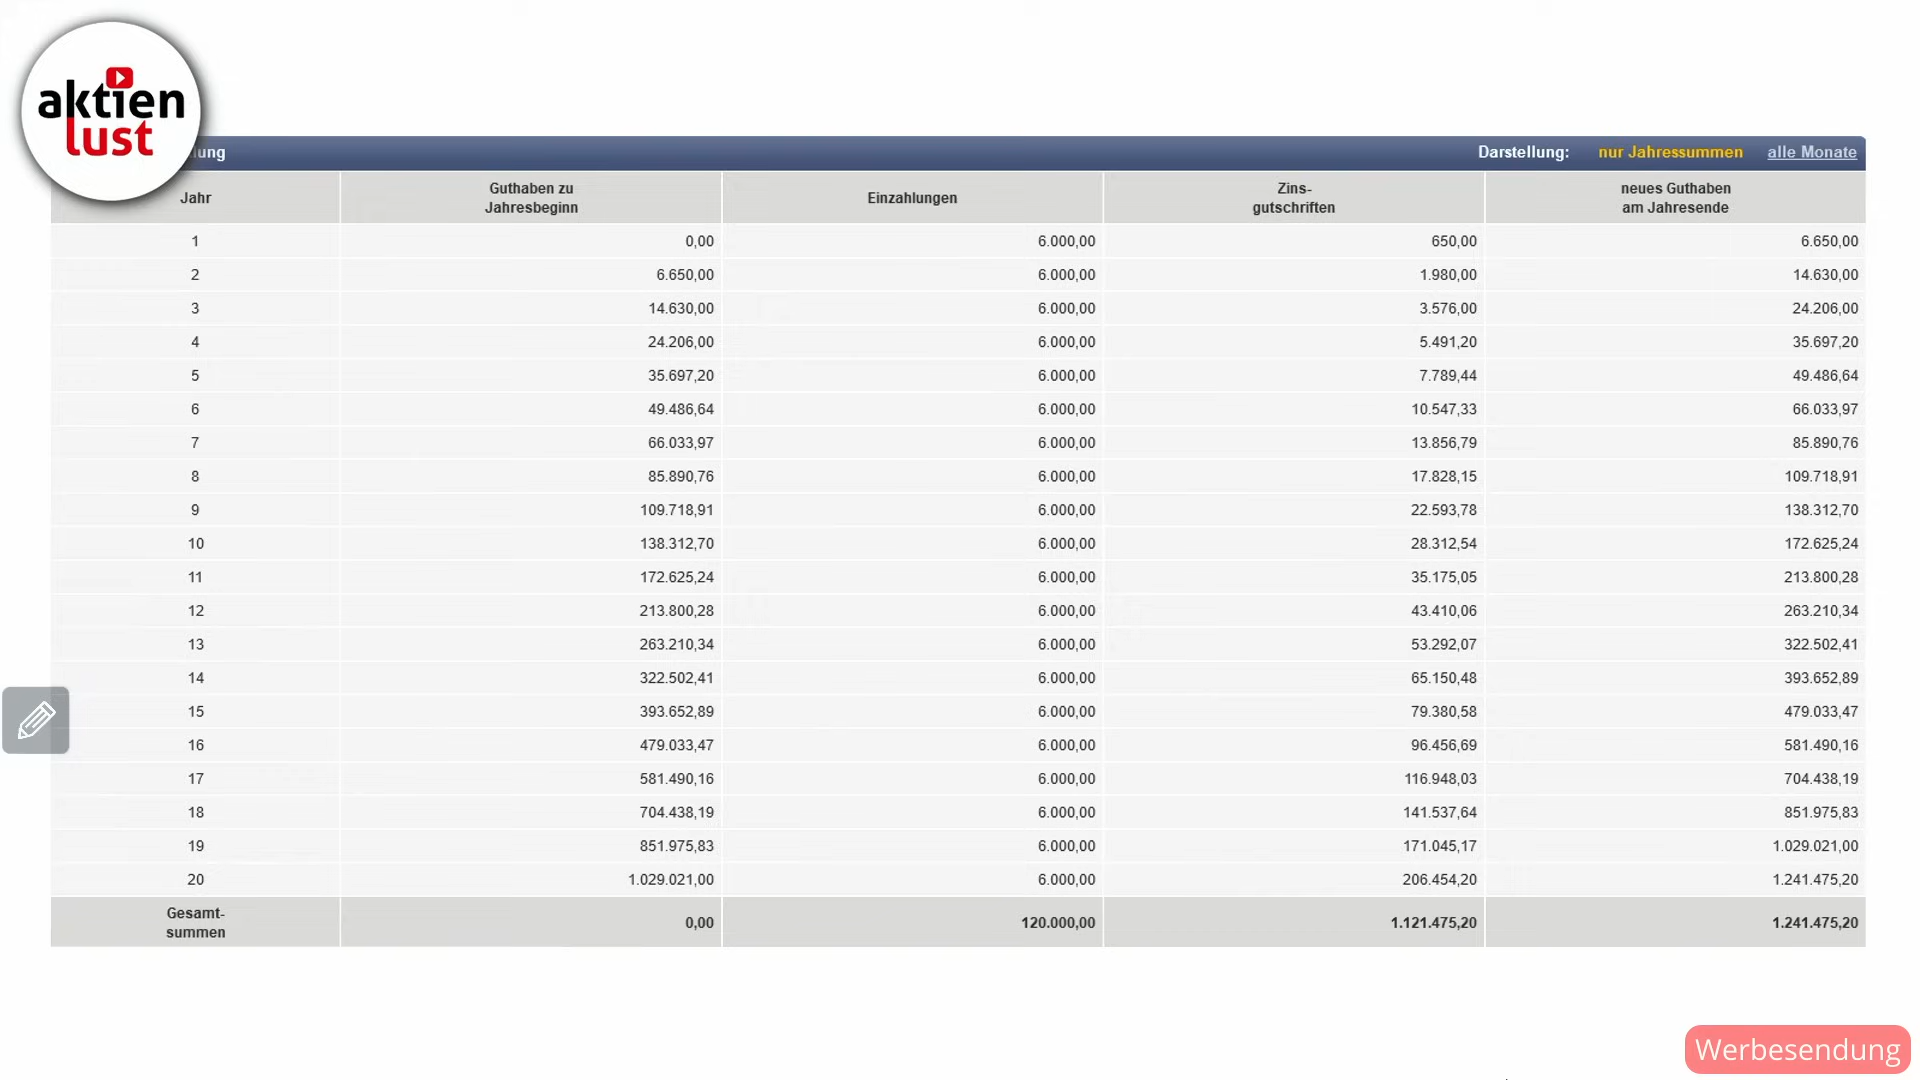 aktien
lust
lung
Darstellung: nur Jahressummen alle Monate
Jahr Guthaben zu Jahresbeginn Einzahlungen Zins-gutschriften neues Guthaben am Jahresende
1 0,00 6.000,00 650,00 6.650,00
2 6.650,00 6.000,00 1.980,00 14.630,00
3 14.630,00 6.000,00 3.576,00 24.206,00
4 24.206,00 6.000,00 5.491,20 35.697,20
5 35.697,20 6.000,00 7.789,44 49.486,64
6 49.486,64 6.000,00 10.547,33 66.033,97
7 66.033,97 6.000,00 13.856,79 85.890,76
8 85.890,76 6.000,00 17.828,15 109.718,91
9 109.718,91 6.000,00 22.593,78 138.312,70
10 138.312,70 6.000,00 28.312,54 172.625,24
11 172.625,24 6.000,00 35.175,05 213.800,28
12 213.800,28 6.000,00 43.410,06 263.210,34
13 263.210,34 6.000,00 53.292,07 322.502,41
14 322.502,41 6.000,00 65.150,48 393.652,89
15 393.652,89 6.000,00 79.380,58 479.033,47
16 479.033,47 6.000,00 96.456,69 581.490,16
17 581.490,16 6.000,00 116.948,03 704.438,19
18 704.438,19 6.000,00 141.537,64 851.975,83
19 851.975,83 6.000,00 171.045,17 1.029.021,00
20 1.029.021,00 6.000,00 206.454,20 1.241.475,20
Gesamt-summen 0,00 120.000,00 1.121.475,20 1.241.475,20
Werbesendung